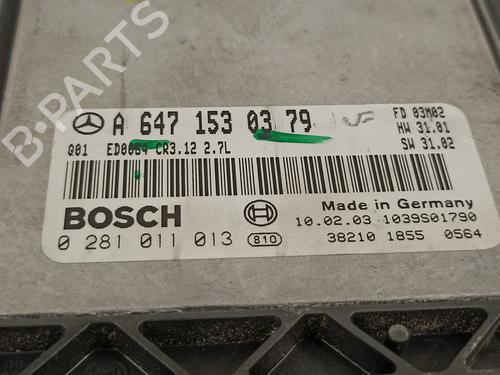 B-PARTS
A 647 153 03 79
FD 03M02
HW 31.01
SW 31.02
Q01 ED0054 CR3.12 2.7L
BOSCH
Made in Germany
10.02.03 1039S01790
0 281 011 013 810
38210 1855 0564